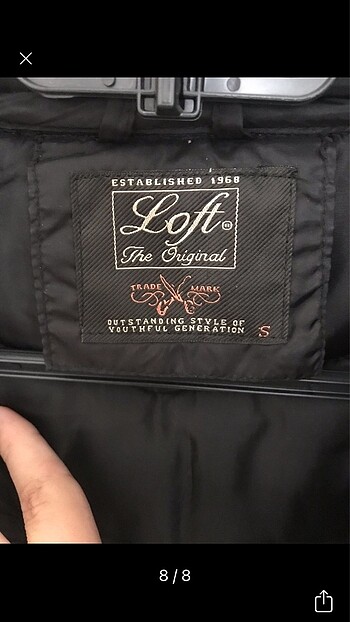 ESTABLISHED 1968
Loft
The Original
TRADE MARK
OUTSTANDING STYLE OF
YOUTHFUL GENERATION S
8/8